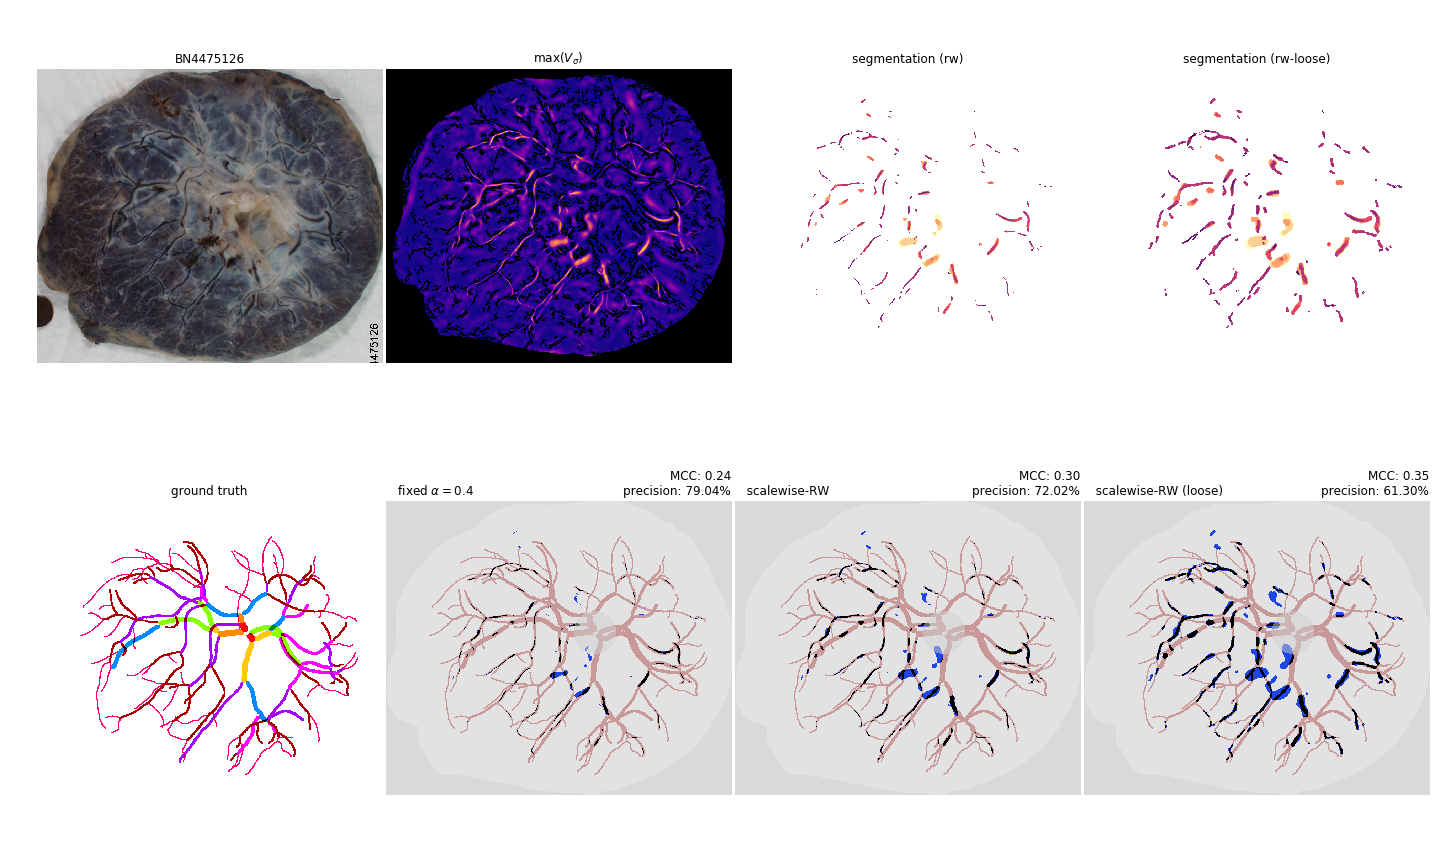 BN4475126
max(V_σ)
segmentation (rw)
segmentation (rw-loose)
4475126
ground truth
fixed α = 0.4
MCC: 0.24
precision: 79.04%
scalewise-RW
MCC: 0.30
precision: 72.02%
scalewise-RW (loose)
MCC: 0.35
precision: 61.30%